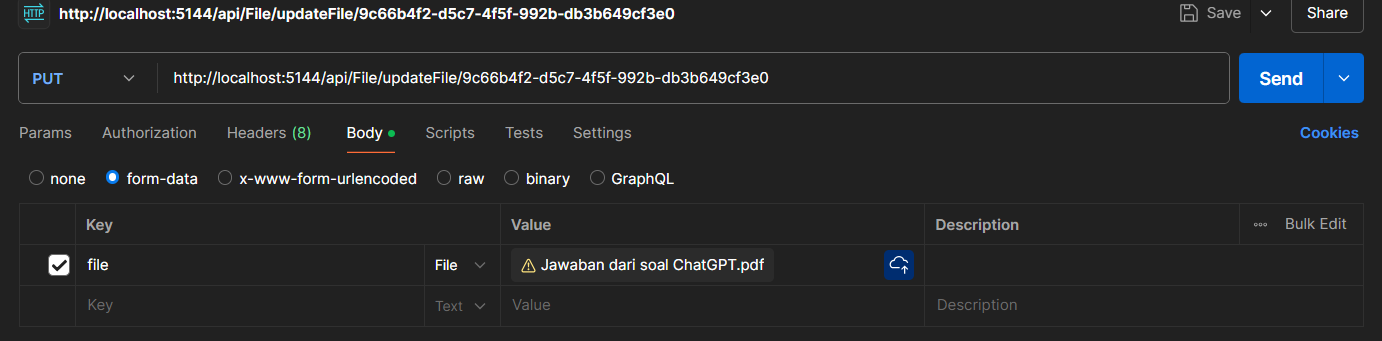 HTTP http://localhost:5144/api/File/updateFile/9c66b4f2-d5c7-4f5f-992b-db3b649cf3e0 Save Share
PUT http://localhost:5144/api/File/updateFile/9c66b4f2-d5c7-4f5f-992b-db3b649cf3e0 Send
Params Authorization Headers (8) Body Scripts Tests Settings Cookies
none form-data x-www-form-urlencoded raw binary GraphQL
Key Value Description Bulk Edit
file File Jawaban dari soal ChatGPT.pdf
Key Text Value Description